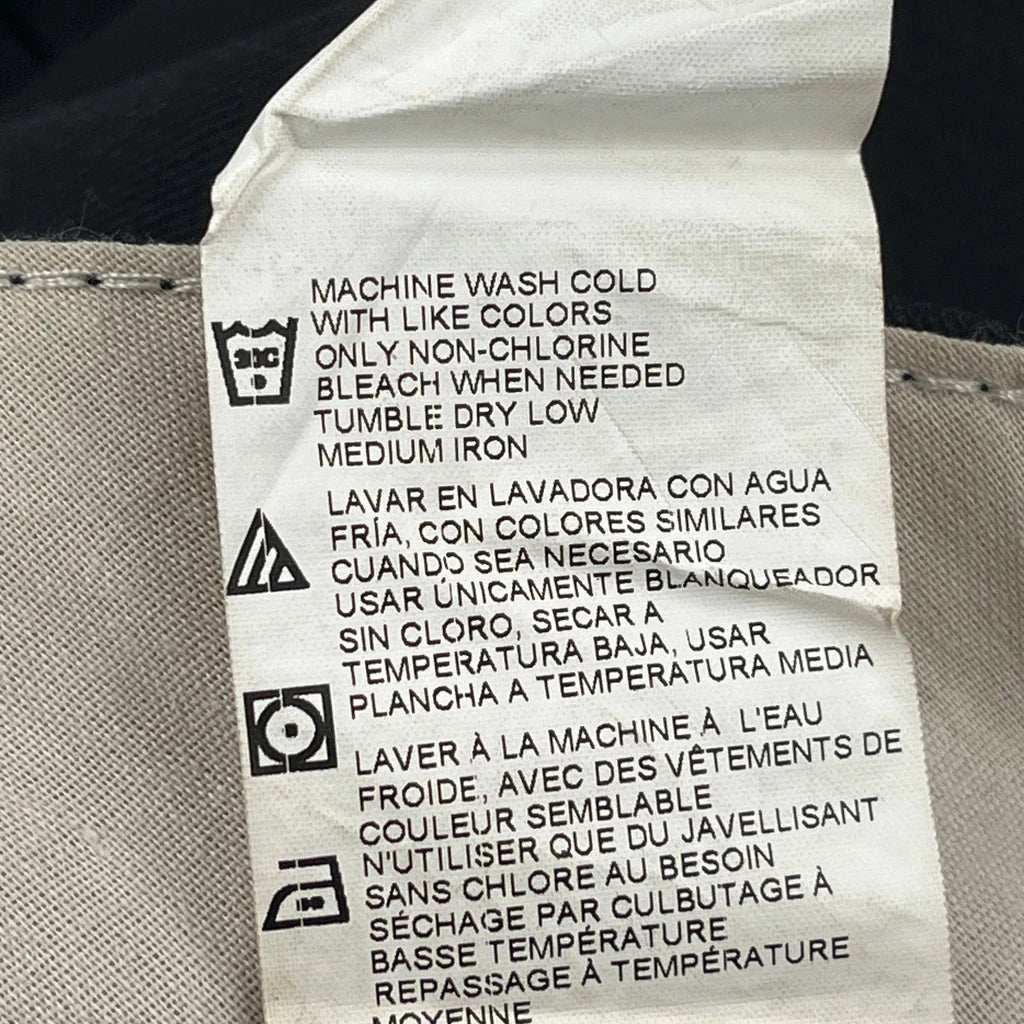 MACHINE WASH COLD
WITH LIKE COLORS
ONLY NON-CHLORINE
BLEACH WHEN NEEDED
TUMBLE DRY LOW
MEDIUM IRON
LAVAR EN LAVADORA CON AGUA
FRÍA, CON COLORES SIMILARES
CUANDO SEA NECESARIO
USAR ÚNICAMENTE BLANQUEADOR
SIN CLORO, SECAR A
TEMPERATURA BAJA, USAR
PLANCHA A TEMPERATURA MEDIA
LAVER À LA MACHINE À L'EAU
FROIDE, AVEC DES VÊTEMENTS DE
COULEUR SEMBLABLE
N'UTILISER QUE DU JAVELLISANT
SANS CHLORE AU BESOIN
SÉCHAGE PAR CULBUTAGE À
BASSE TEMPÉRATURE
REPASSAGE À TEMPÉRATURE
MOYENNE